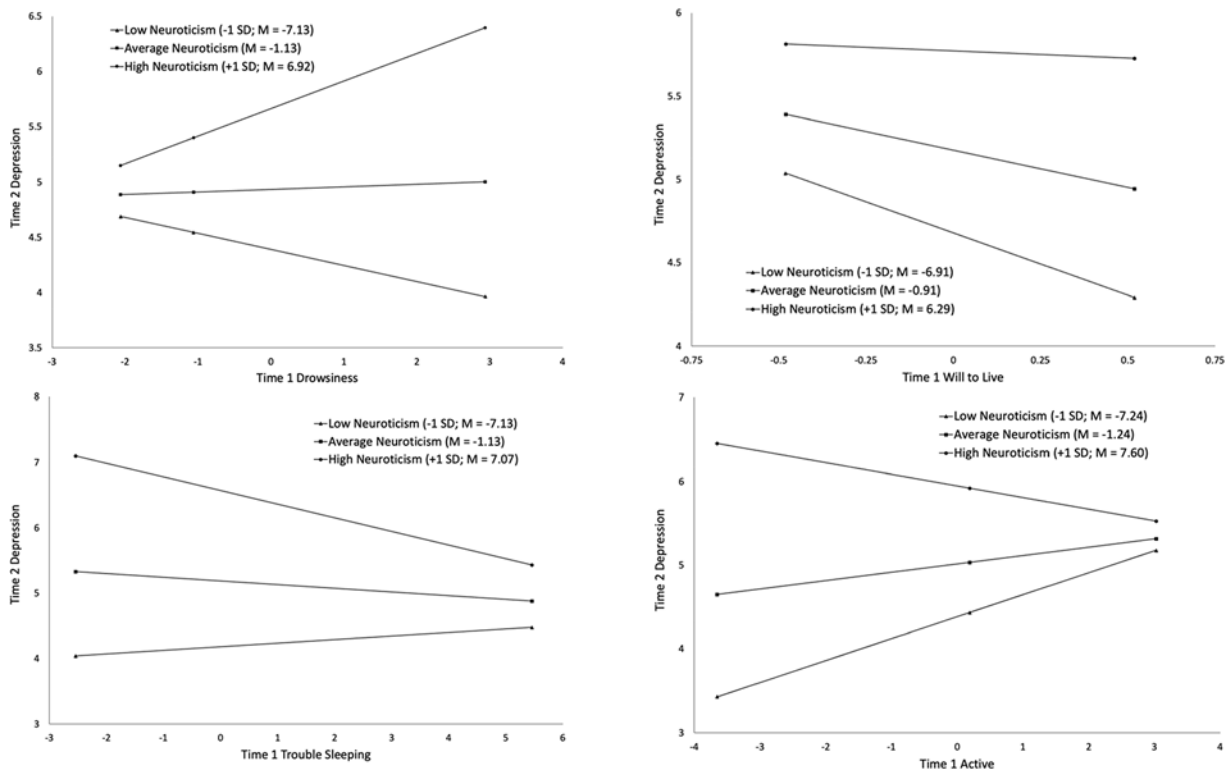 6.5
6
5.5
5
4.5
4
3.5
Time 2 Depression
Low Neuroticism (-1 SD; M = -7.13)
Average Neuroticism (M = -1.13)
High Neuroticism (+1 SD; M = 6.92)
-3 -2 -1 0 1 2 3 4
Time 1 Drowsiness
6
5.5
5
4.5
4
Time 2 Depression
Low Neuroticism (-1 SD; M = -6.91)
Average Neuroticism (M = -0.91)
High Neuroticism (+1 SD; M = 6.29)
-0.75 -0.5 -0.25 0 0.25 0.5 0.75
Time 1 Will to Live
8
7
6
5
4
3
Time 2 Depression
Low Neuroticism (-1 SD; M = -7.13)
Average Neuroticism (M = -1.13)
High Neuroticism (+1 SD; M = 7.07)
-3 -2 -1 0 1 2 3 4 5 6
Time 1 Trouble Sleeping
7
6
5
4
3
Time 2 Depression
Low Neuroticism (-1 SD; M = -7.24)
Average Neuroticism (M = -1.24)
High Neuroticism (+1 SD; M = 7.60)
-4 -3 -2 -1 0 1 2 3 4
Time 1 Active